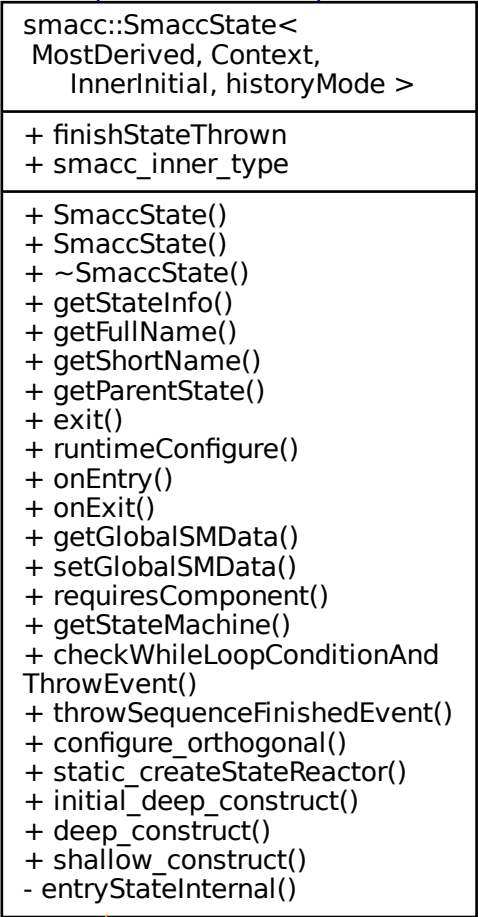 smacc::SmaccState<
MostDerived, Context,
InnerInitial, historyMode >
+ finishStateThrown
+ smacc_inner_type
+ SmaccState()
+ SmaccState()
+ ~SmaccState()
+ getStateInfo()
+ getFullName()
+ getShortName()
+ getParentState()
+ exit()
+ runtimeConfigure()
+ onEntry()
+ onExit()
+ getGlobalSMData()
+ setGlobalSMData()
+ requiresComponent()
+ getStateMachine()
+ checkWhileLoopConditionAnd
ThrowEvent()
+ throwSequenceFinishedEvent()
+ configure_orthogonal()
+ static_createStateReactor()
+ initial_deep_construct()
+ deep_construct()
+ shallow_construct()
- entryStateInternal()